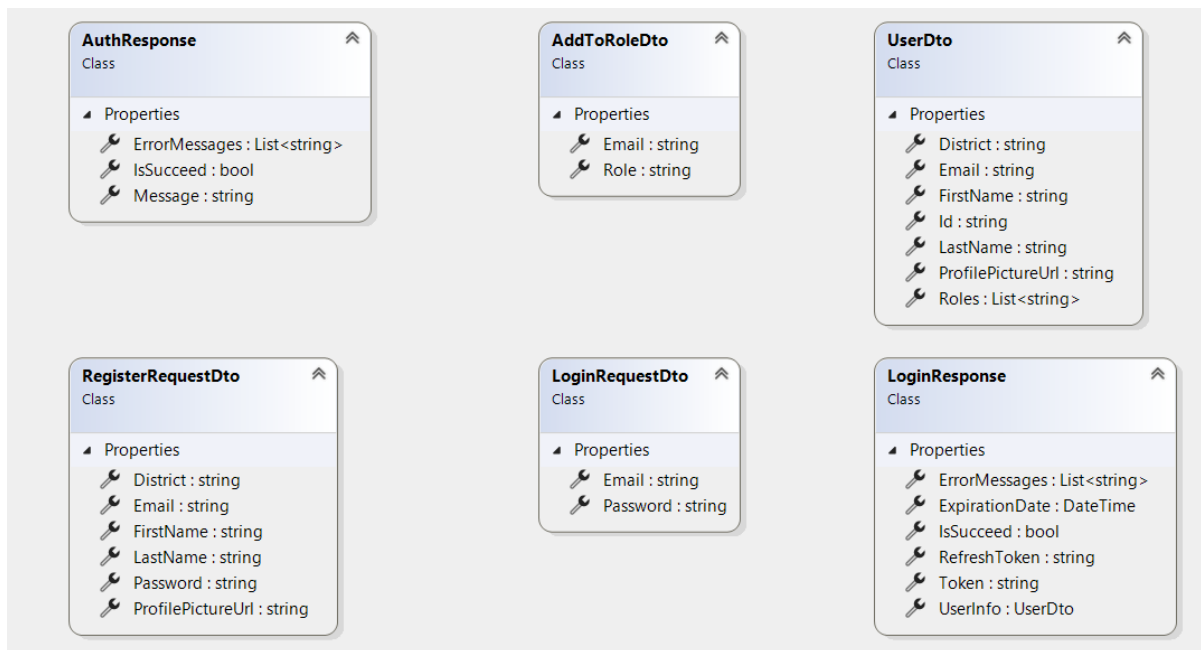 AuthResponse
Class
Properties
ErrorMessages : List<string>
IsSucceed : bool
Message : string
AddToRoleDto
Class
Properties
Email : string
Role : string
UserDto
Class
Properties
District : string
Email : string
FirstName : string
Id : string
LastName : string
ProfilePictureUrl : string
Roles : List<string>
RegisterRequestDto
Class
Properties
District : string
Email : string
FirstName : string
LastName : string
Password : string
ProfilePictureUrl : string
LoginRequestDto
Class
Properties
Email : string
Password : string
LoginResponse
Class
Properties
ErrorMessages : List<string>
ExpirationDate : DateTime
IsSucceed : bool
RefreshToken : string
Token : string
UserInfo : UserDto